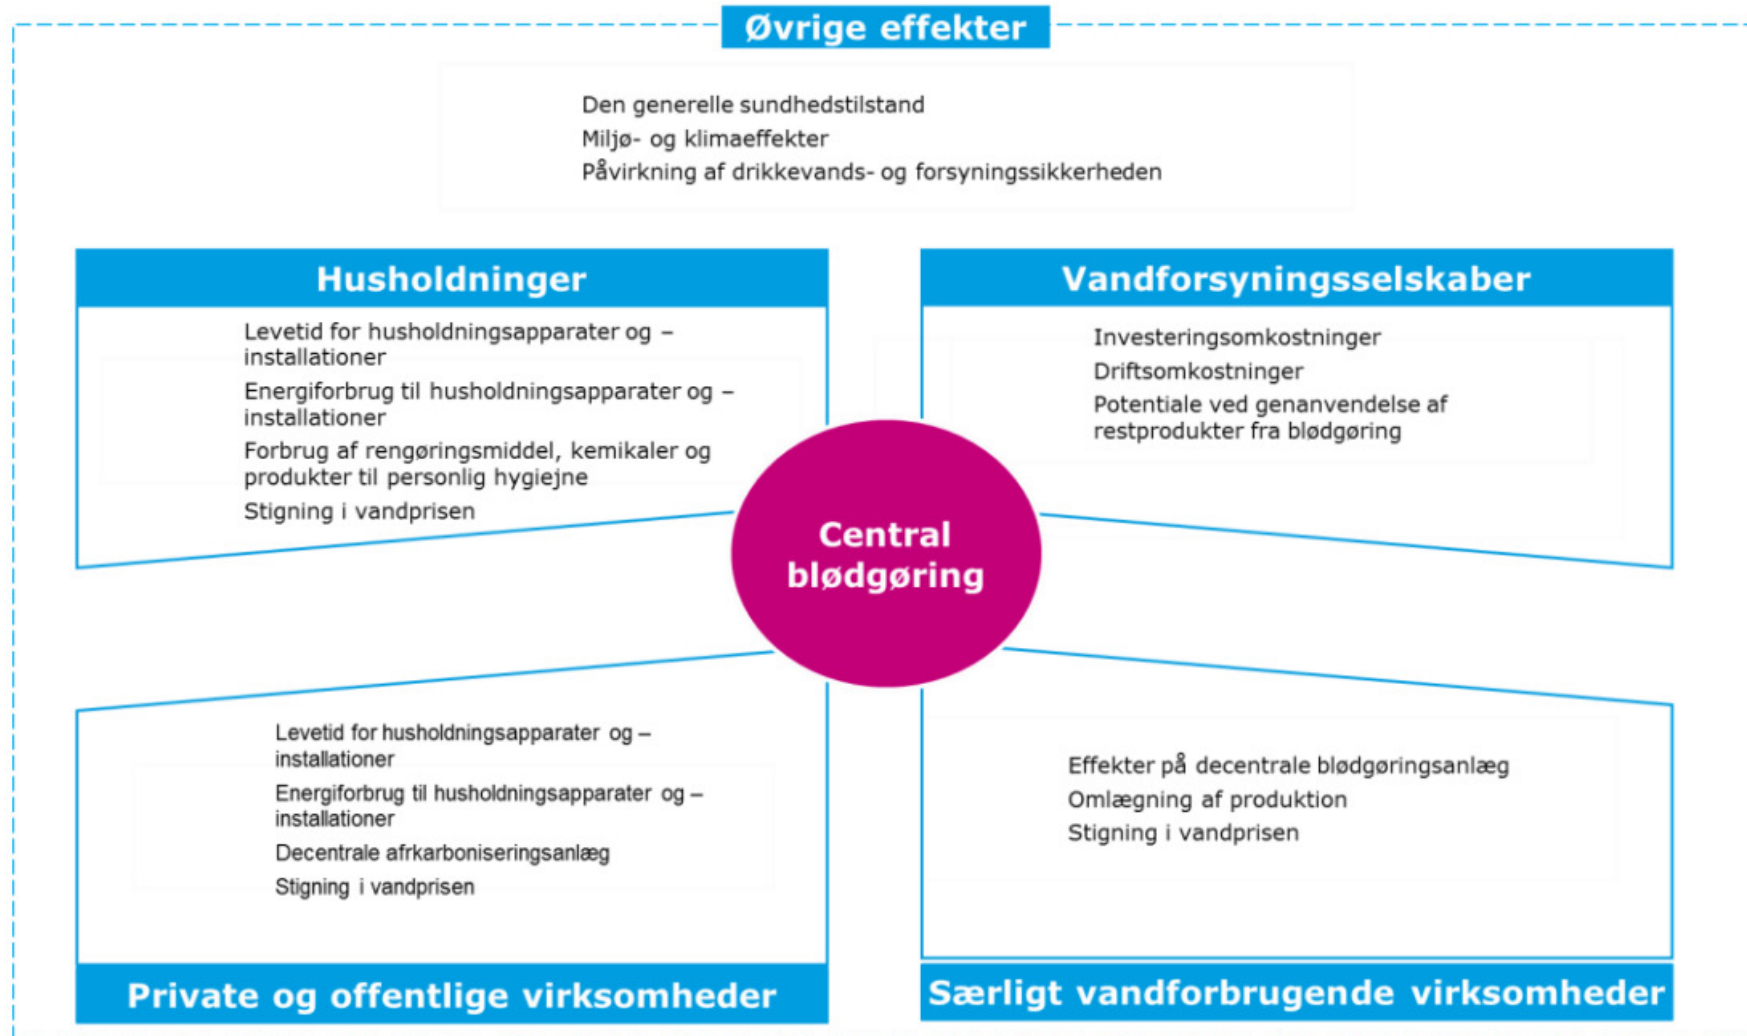 Øvrige effekter
Den generelle sundhedstilstand
Miljø- og klimaeffekter
Påvirkning af drikkevands- og forsyningssikkerheden
Husholdninger
Levetid for husholdningsapparater og –
installationer
Energiforbrug til husholdningsapparater og –
installationer
Forbrug af rengøringsmiddel, kemikaler og
produkter til personlig hygiejne
Stigning i vandprisen
Vandforsyningsselskaber
Investeringsomkostninger
Driftsomkostninger
Potentiale ved genanvendelse af
restprodukter fra blødgøring
Central
blødgøring
Levetid for husholdningsapparater og –
installationer
Energiforbrug til husholdningsapparater og –
installationer
Decentrale afrkarboniseringsanlæg
Stigning i vandprisen
Private og offentlige virksomheder
Effekter på decentrale blødgøringsanlæg
Omlægning af produktion
Stigning i vandprisen
Særligt vandforbrugende virksomheder